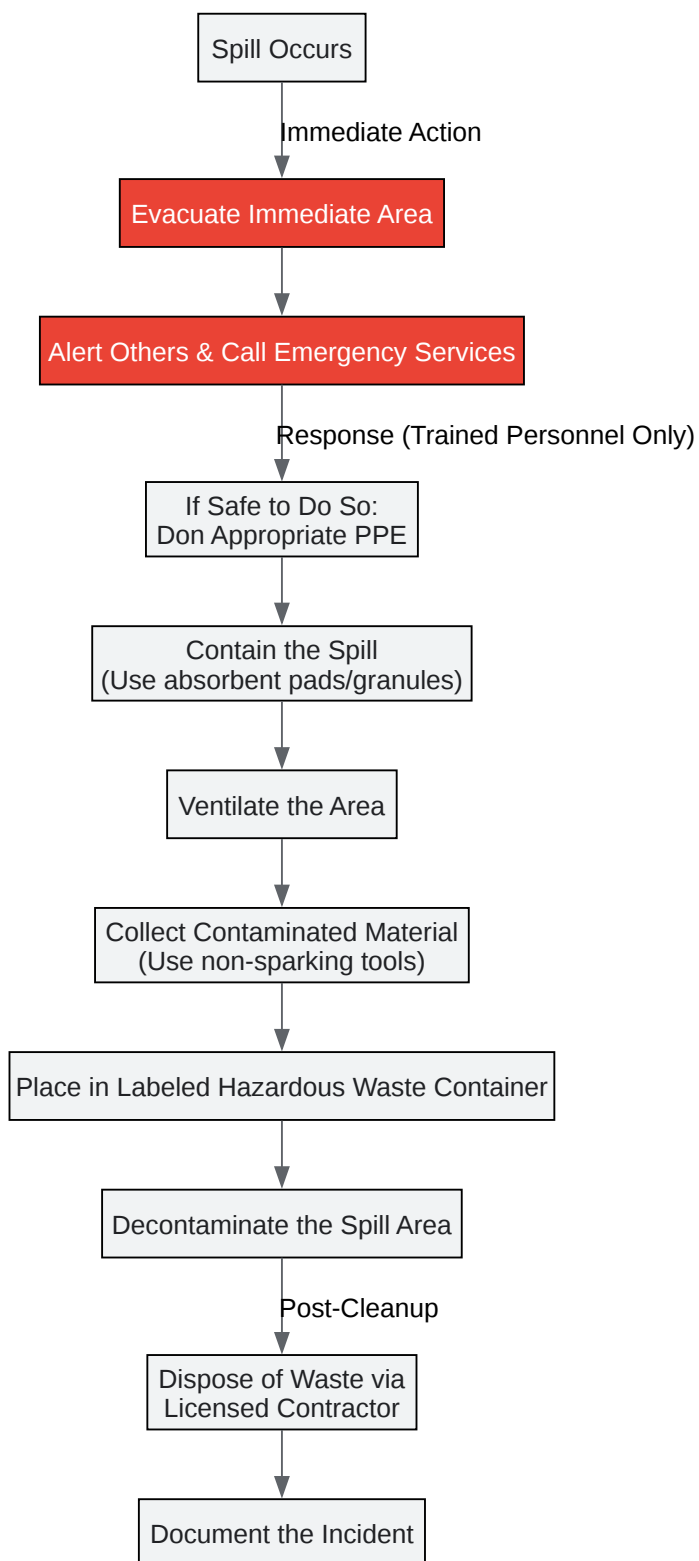 Spill Occurs
Immediate Action
Evacuate Immediate Area
Alert Others & Call Emergency Services
Response (Trained Personnel Only)
If Safe to Do So:
Don Appropriate PPE
Contain the Spill
(Use absorbent pads/granules)
Ventilate the Area
Collect Contaminated Material
(Use non-sparking tools)
Place in Labeled Hazardous Waste Container
Decontaminate the Spill Area
Post-Cleanup
Dispose of Waste via
Licensed Contractor
Document the Incident